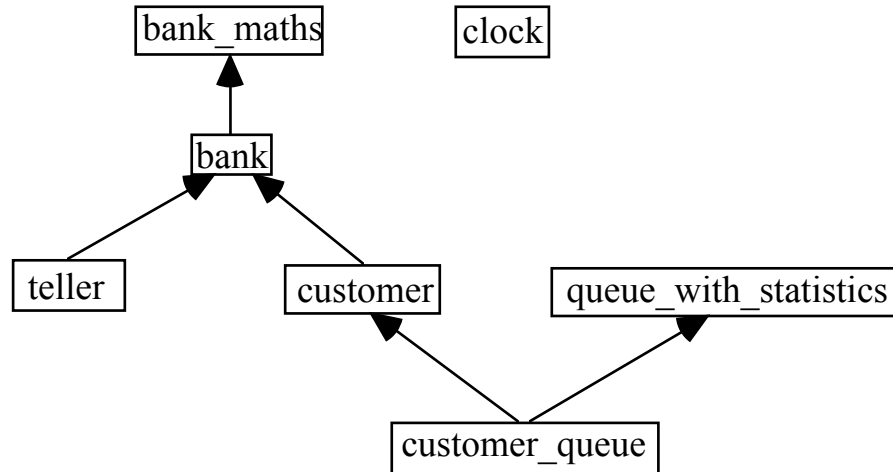 bank_maths
clock
bank
teller
customer
queue_with_statistics
customer_queue